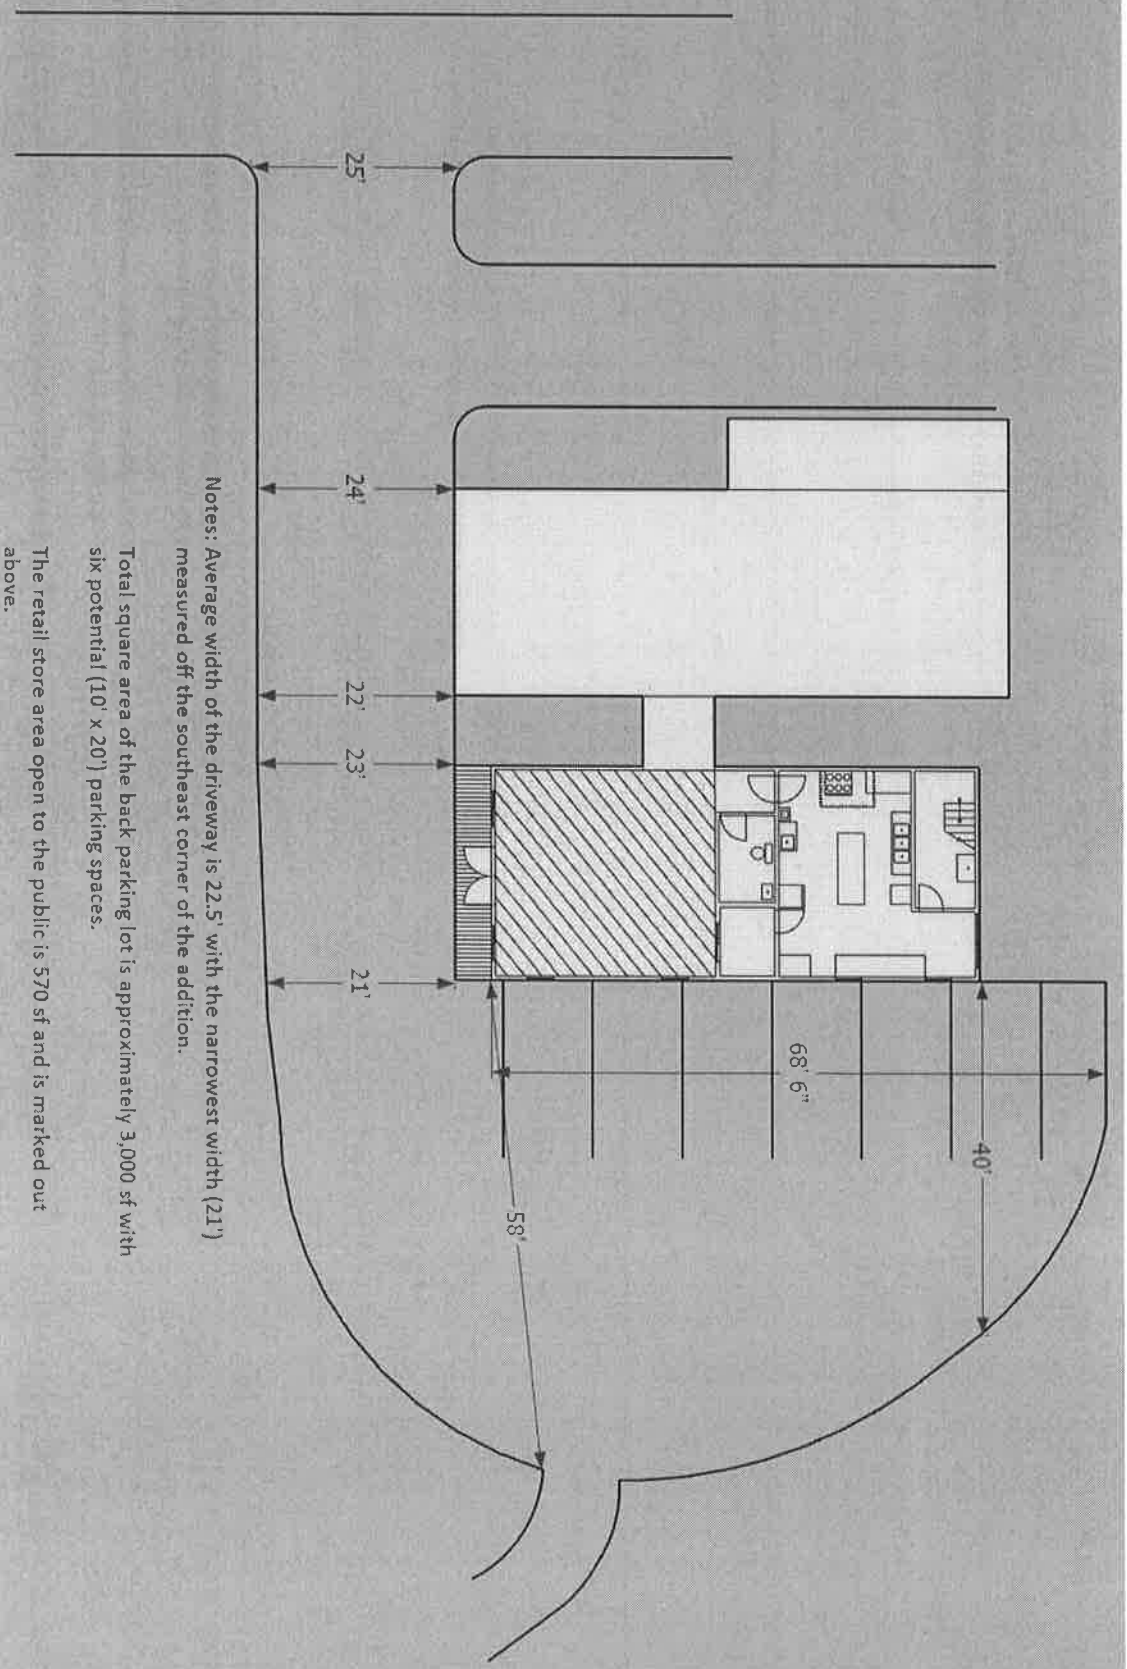 25'
24'
22'
23'
21'
68' 6"
40'
58'
Notes: Average width of the driveway is 22.5' with the narrowest width (21')
measured off the southeast corner of the addition.
Total square area of the back parking lot is approximately 3,000 sf with
six potential (10' x 20') parking spaces.
The retail store area open to the public is 570 sf and is marked out
above.